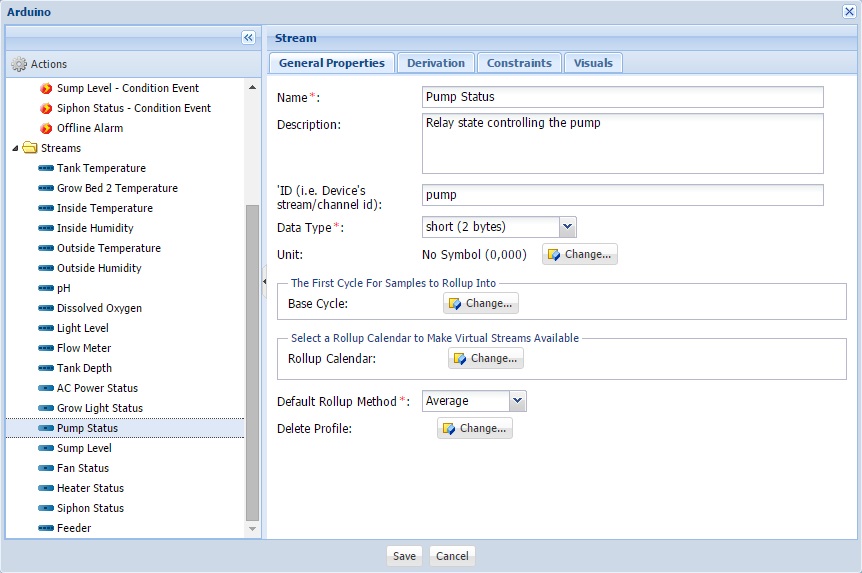 Arduino
Actions
Sump Level - Condition Event
Siphon Status - Condition Event
Offline Alarm
Streams
Tank Temperature
Grow Bed 2 Temperature
Inside Temperature
Inside Humidity
Outside Temperature
Outside Humidity
pH
Dissolved Oxygen
Light Level
Flow Meter
Tank Depth
AC Power Status
Grow Light Status
Pump Status
Sump Level
Fan Status
Heater Status
Siphon Status
Feeder
Stream
General Properties Derivation Constraints Visuals
Name*: Pump Status
Description: Relay state controlling the pump
'ID (i.e. Device's
stream/channel id): pump
Data Type*: short (2 bytes)
Unit: No Symbol (0,000) Change...
The First Cycle For Samples to Rollup Into
Base Cycle: Change...
Select a Rollup Calendar to Make Virtual Streams Available
Rollup Calendar: Change...
Default Rollup Method*: Average
Delete Profile: Change...
Save Cancel